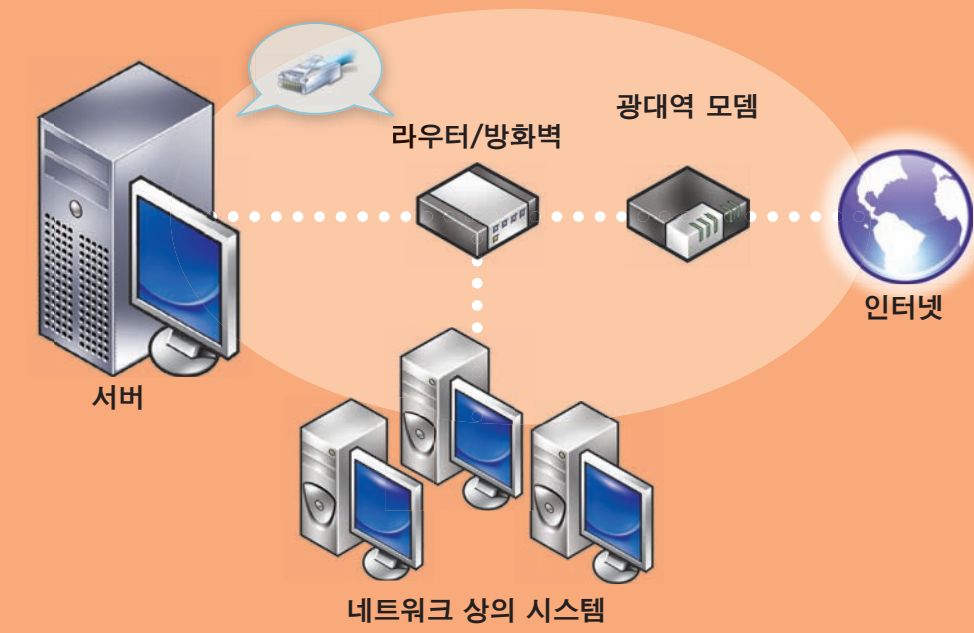 광대역 모뎀
라우터/방화벽
인터넷
서버
네트워크 상의 시스템